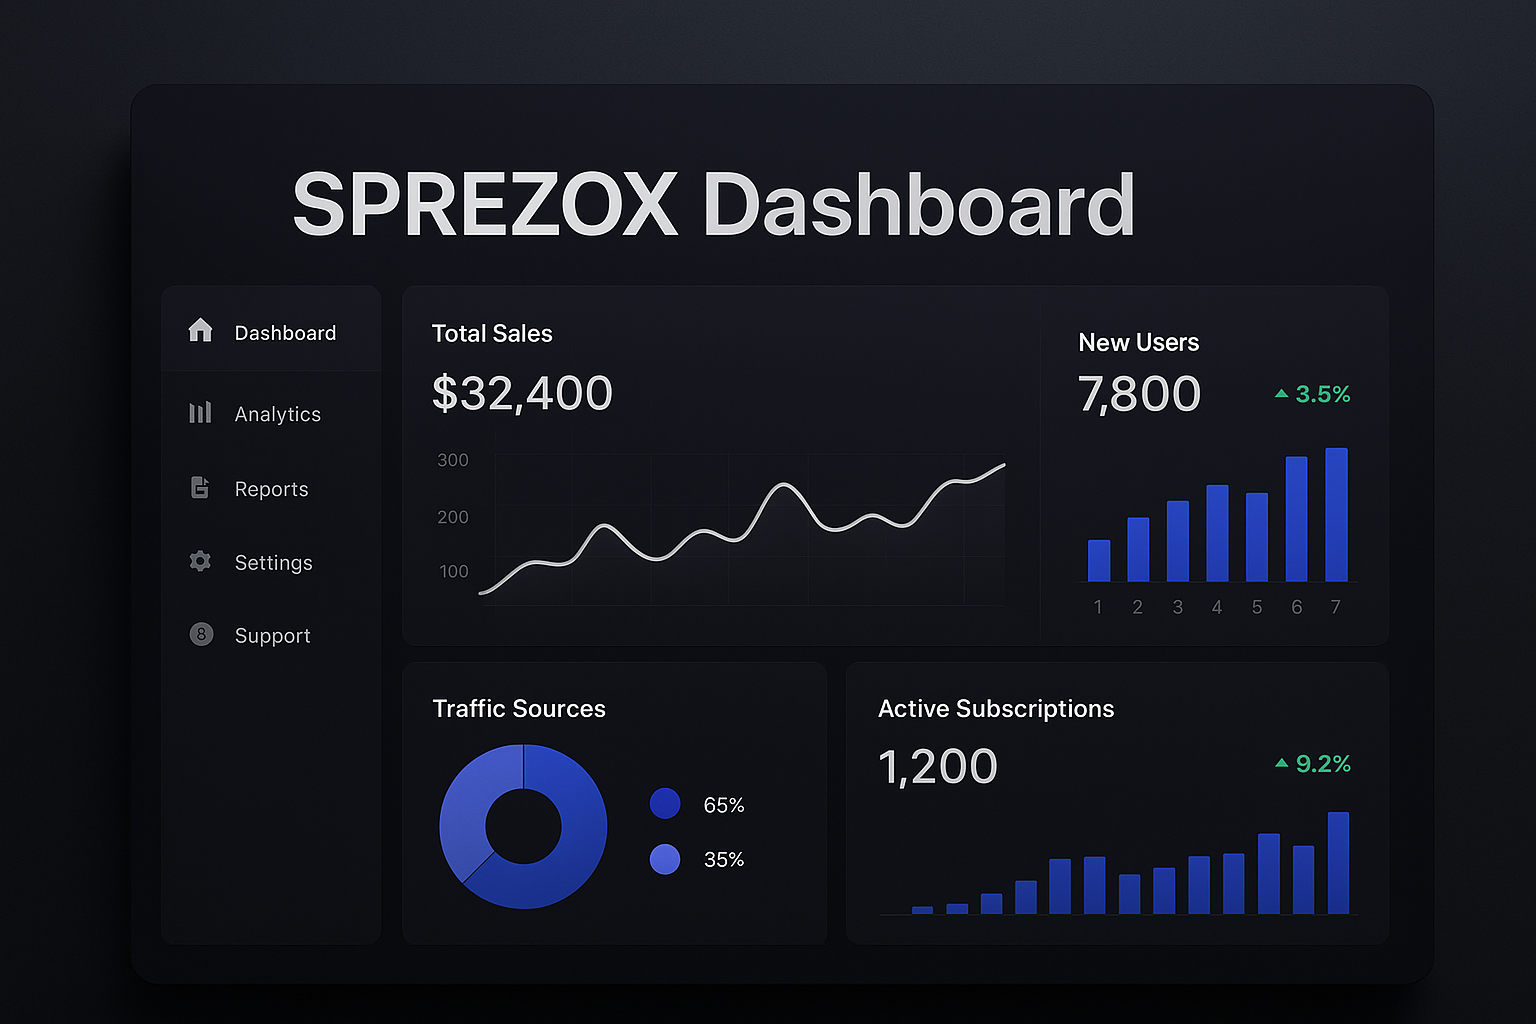 SPREZOX Dashboard
Dashboard
Analytics
Reports
Settings
8
Support
Total Sales
$32,400
300
200
100
New Users
7,800
3.5%
1 2 3 4 5 6 7
Traffic Sources
65%
35%
Active Subscriptions
1,200
9.2%